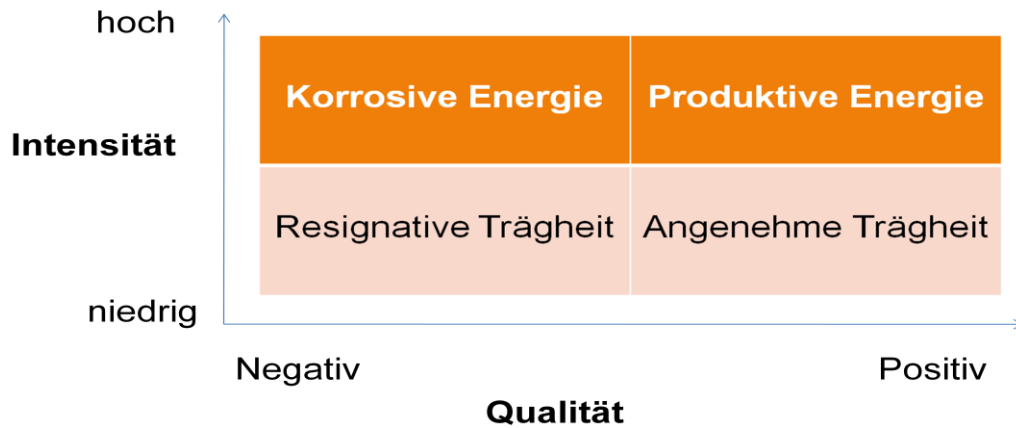 hoch
Korrosive Energie
Produktive Energie
Intensität
Resignative Trägheit
Angenehme Trägheit
niedrig
Negativ
Positiv
Qualität